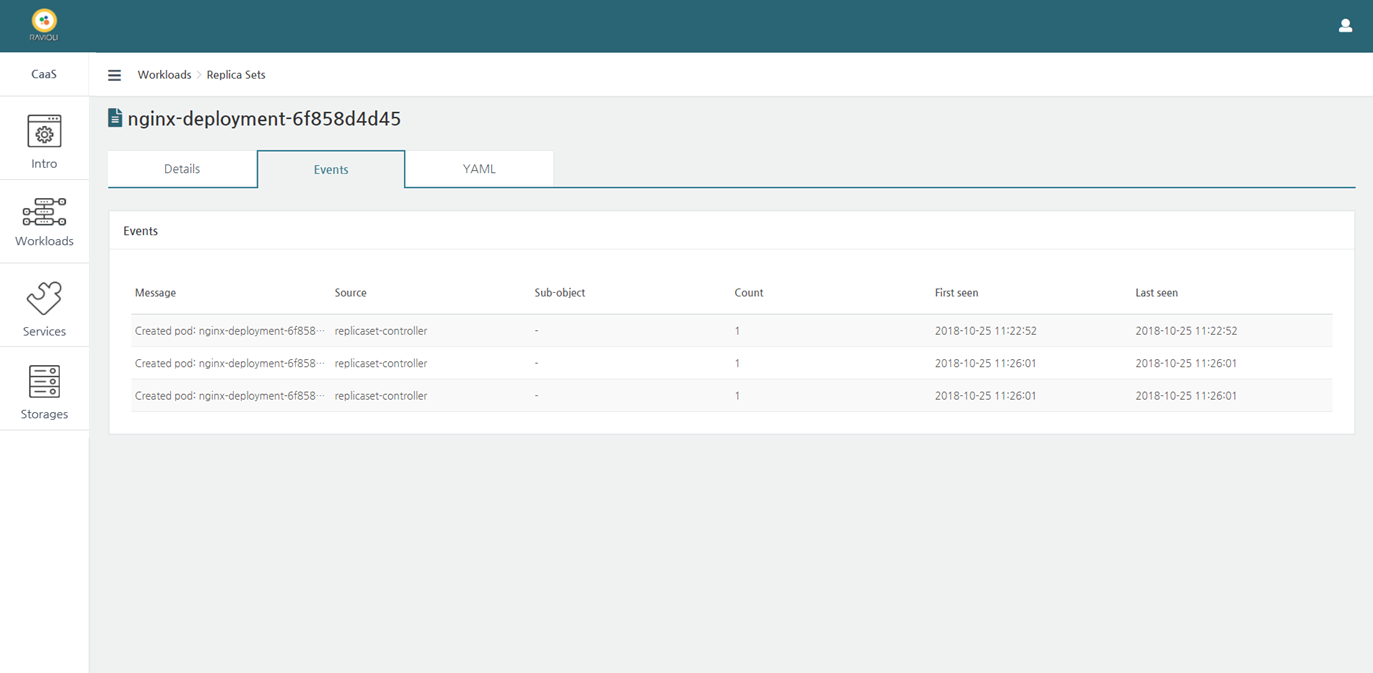 RAVIOLI
CaaS
Workloads > Replica Sets
Intro
Workloads
Services
Storages
nginx-deployment-6f858d4d45
Details Events YAML
Events
Message Source Sub-object Count First seen Last seen
Created pod: nginx-deployment-6f858··· replicaset-controller - 1 2018-10-25 11:22:52 2018-10-25 11:22:52
Created pod: nginx-deployment-6f858··· replicaset-controller - 1 2018-10-25 11:26:01 2018-10-25 11:26:01
Created pod: nginx-deployment-6f858··· replicaset-controller - 1 2018-10-25 11:26:01 2018-10-25 11:26:01